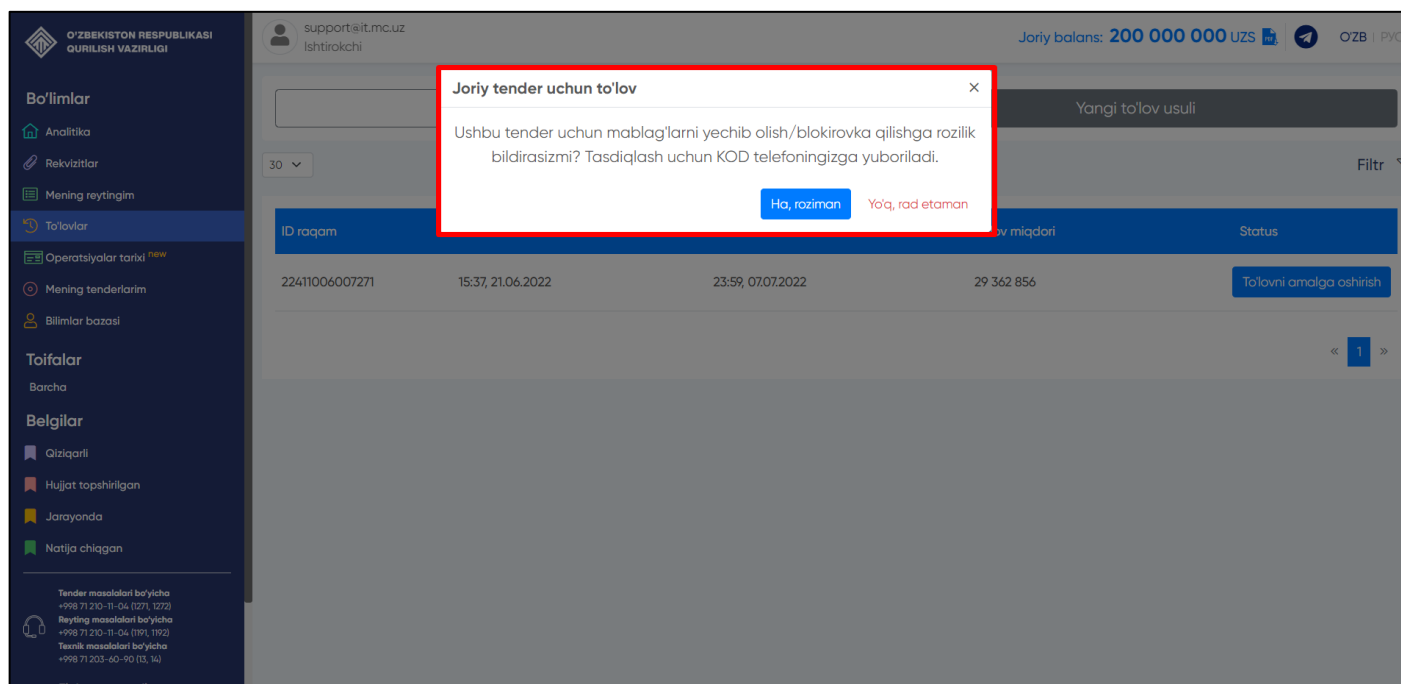 O'ZBEKISTON RESPUBLIKASI
QURILISH VAZIRLIGI
support@it.mc.uz
Ishtirokchi
Joriy balans: 200 000 000 UZS
O'ZB | РУС
Bo'limlar
Analitika
Rekvizitlar
Mening reytingim
To'lovlar
Operatsiyalar tarixi new
Mening tenderlarim
Bilimlar bazasi
Toifalar
Barcha
Belgilar
Qiziqarli
Hujjat topshirilgan
Jarayonda
Natija chiqqan
Tender masalalari bo'yicha
+998 71 210-11-04 (1271, 1272)
Reyting masalalari bo'yicha
+998 71 210-11-04 (1191, 1192)
Texnik masalalari bo'yicha
+998 71 203-60-90 (13, 14)
Joriy tender uchun to'lov ×
Ushbu tender uchun mablag'larni yechib olish/blokirovka qilishga rozilik
bildirasizmi? Tasdiqlash uchun KOD telefoningizga yuboriladi.
Ha, roziman Yo'q, rad etaman
Yangi to'lov usuli
30
Filtr
ID raqam miqdori Status
22411006007271 15:37, 21.06.2022 23:59, 07.07.2022 29 362 856 To'lovni amalga oshirish
« 1 »